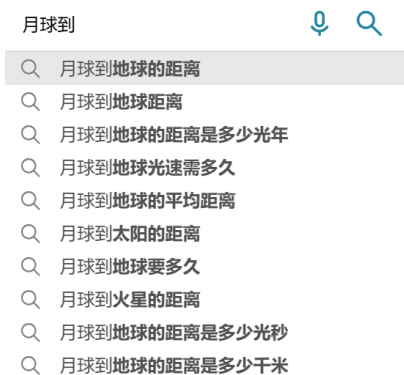 月球到
月球到地球的距离
月球到地球距离
月球到地球的距离是多少光年
月球到地球光速需多久
月球到地球的平均距离
月球到太阳的距离
月球到地球要多久
月球到火星的距离
月球到地球的距离是多少光秒
月球到地球的距离是多少千米